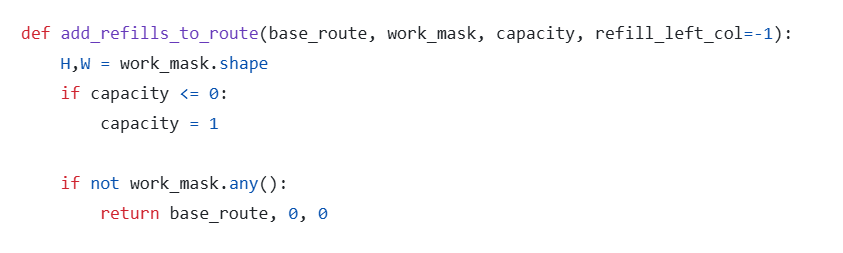 def add_refills_to_route(base_route, work_mask, capacity, refill_left_col=-1):
    H,W = work_mask.shape
    if capacity <= 0:
        capacity = 1
    if not work_mask.any():
        return base_route, 0, 0